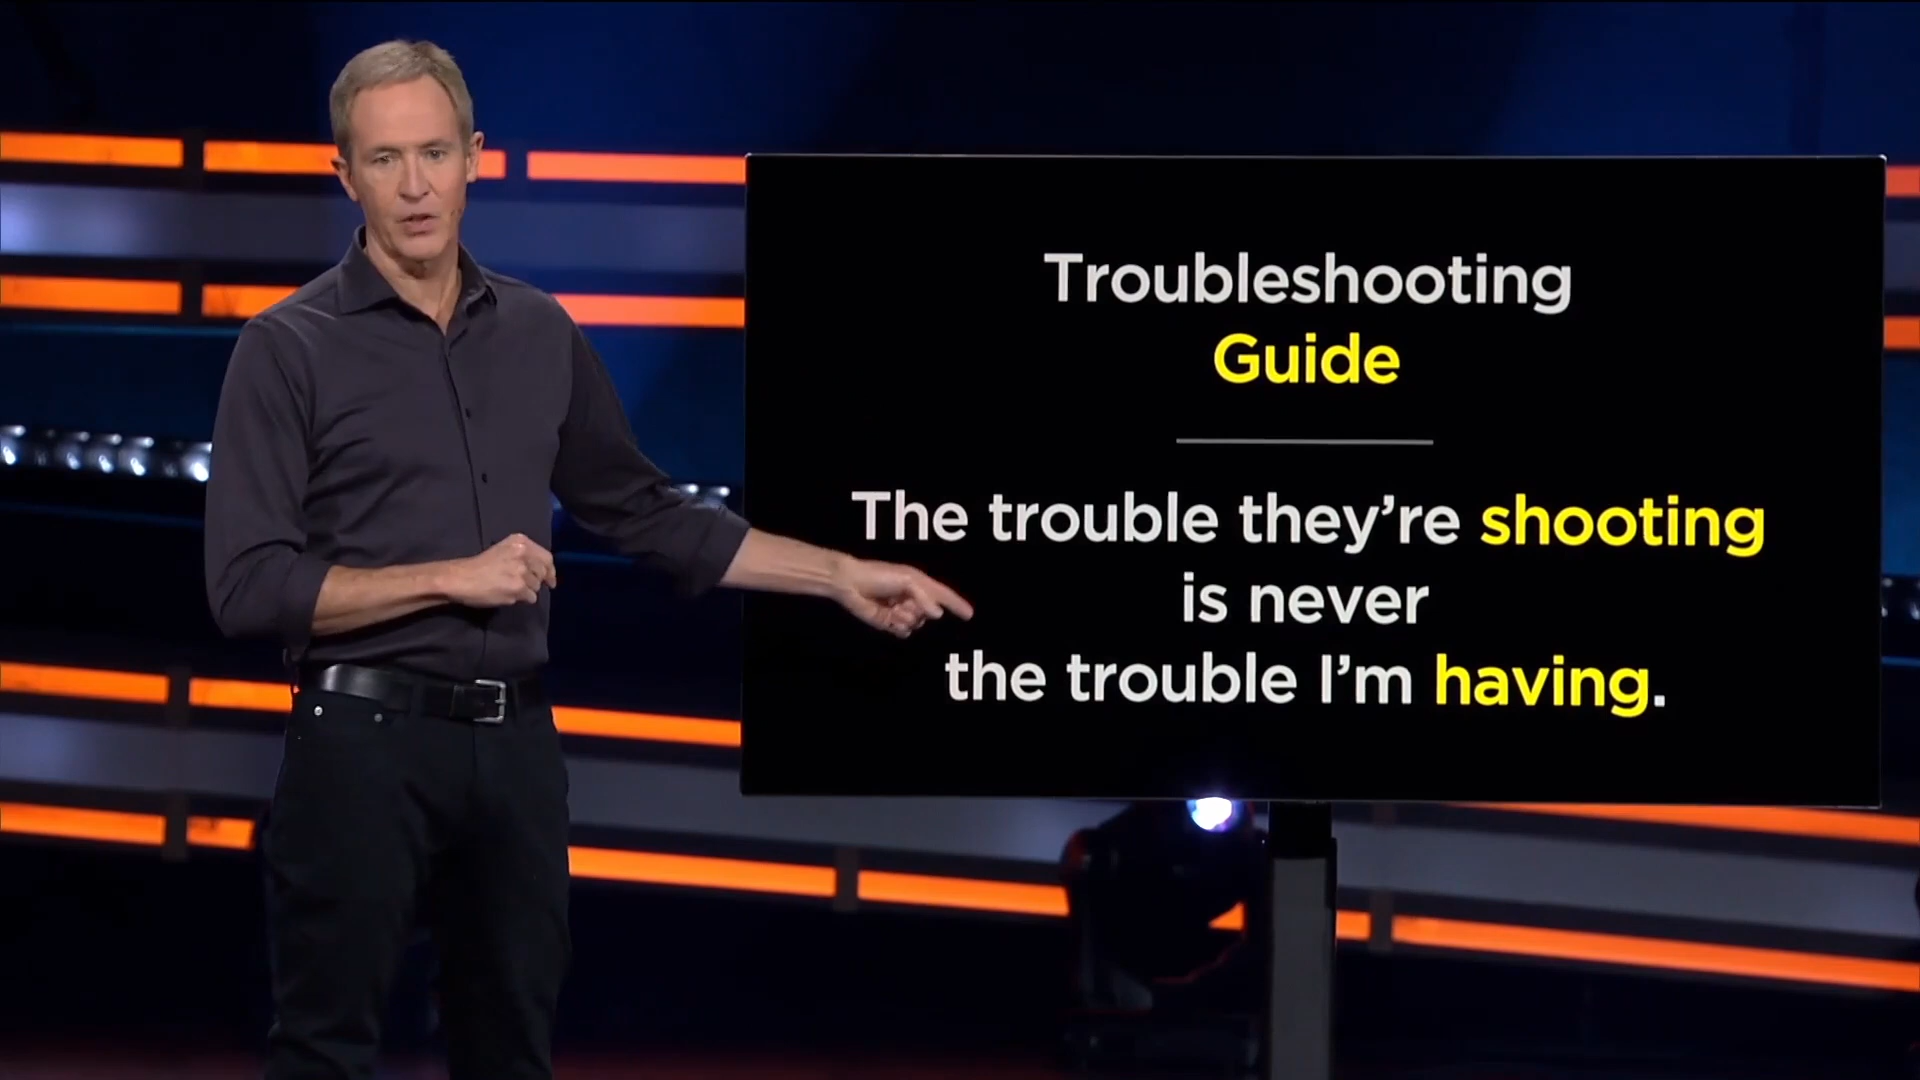 Troubleshooting
Guide
The trouble they’re shooting
is never
the trouble I’m having.